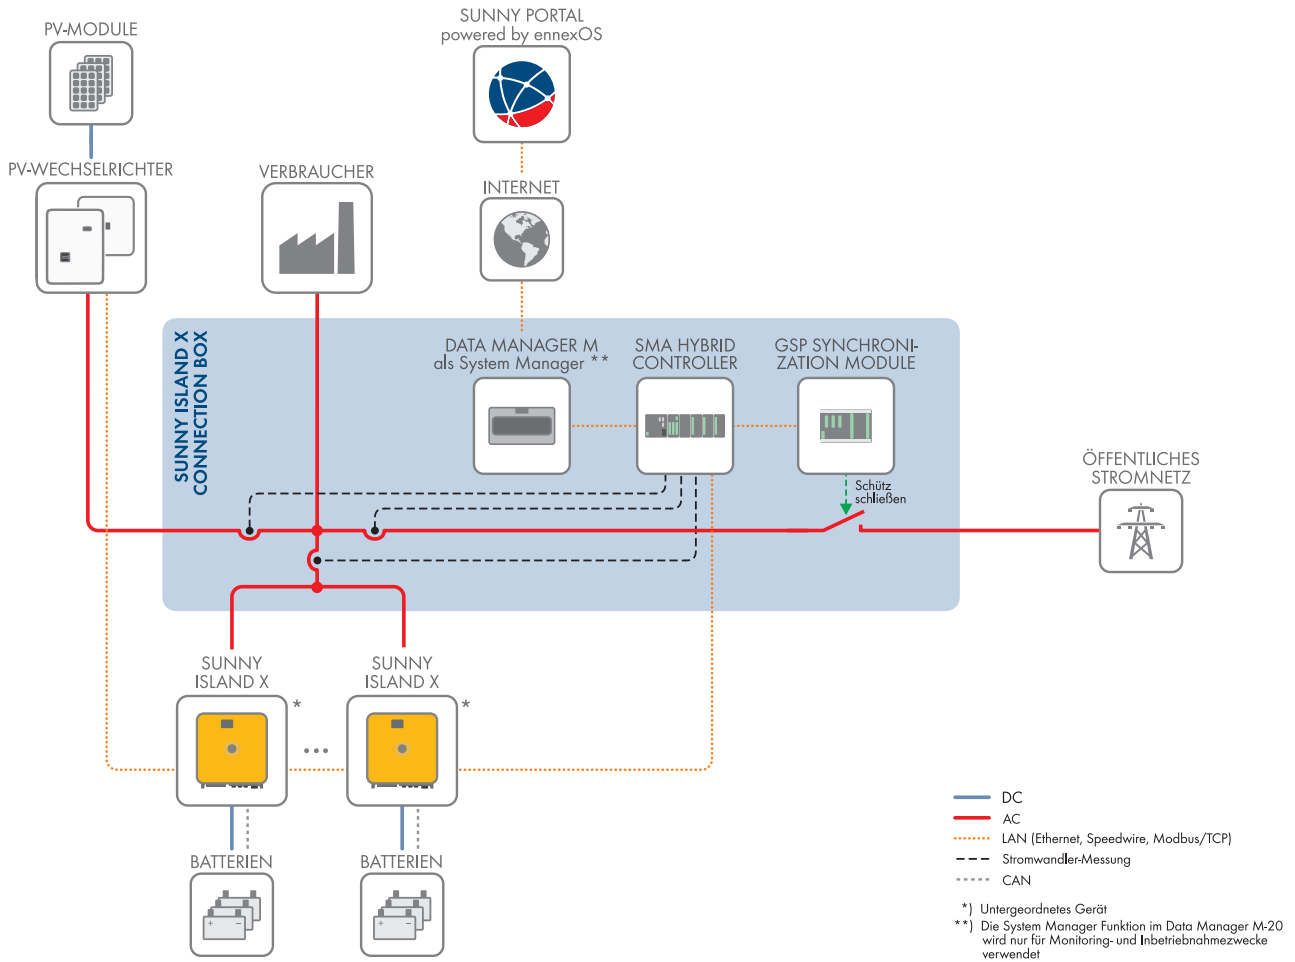 PV-MODULE
SUNNY PORTAL
powered by ennexOS
PV-WECHSELRICHTER
VERBRAUCHER
INTERNET
SUNNY ISLAND X
CONNECTION BOX
DATA MANAGER M
als System Manager **
SMA HYBRID
CONTROLLER
GSP SYNCHRONI-
ZATION MODULE
Schütz
schließen
ÖFFENTLICHES
STROMNETZ
SUNNY
ISLAND X
*
SUNNY
ISLAND X
*
...
BATTERIEN
BATTERIEN
DC
AC
LAN (Ethernet, Speedwire, Modbus/TCP)
Stromwandler-Messung
CAN
*) Untergeordnetes Gerät
**) Die System Manager Funktion im Data Manager M-20
wird nur für Monitoring- und Inbetriebnahmezwecke
verwendet